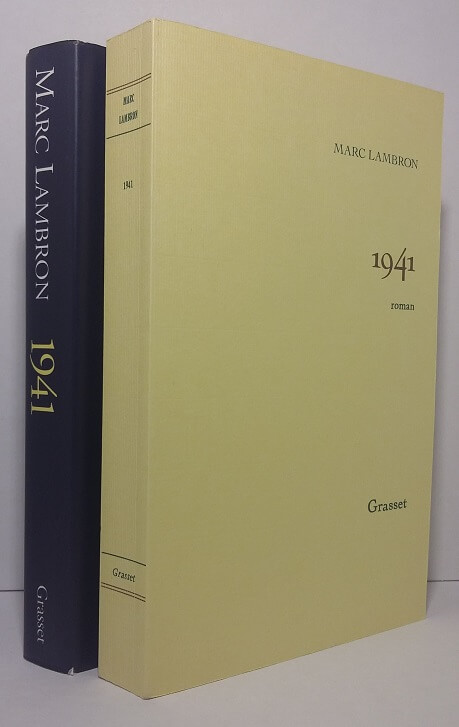 MARC LAMBRON
1941
Grasset
MARC
LAMBRON
1941
Grasset
MARC LAMBRON
1941
roman
Grasset